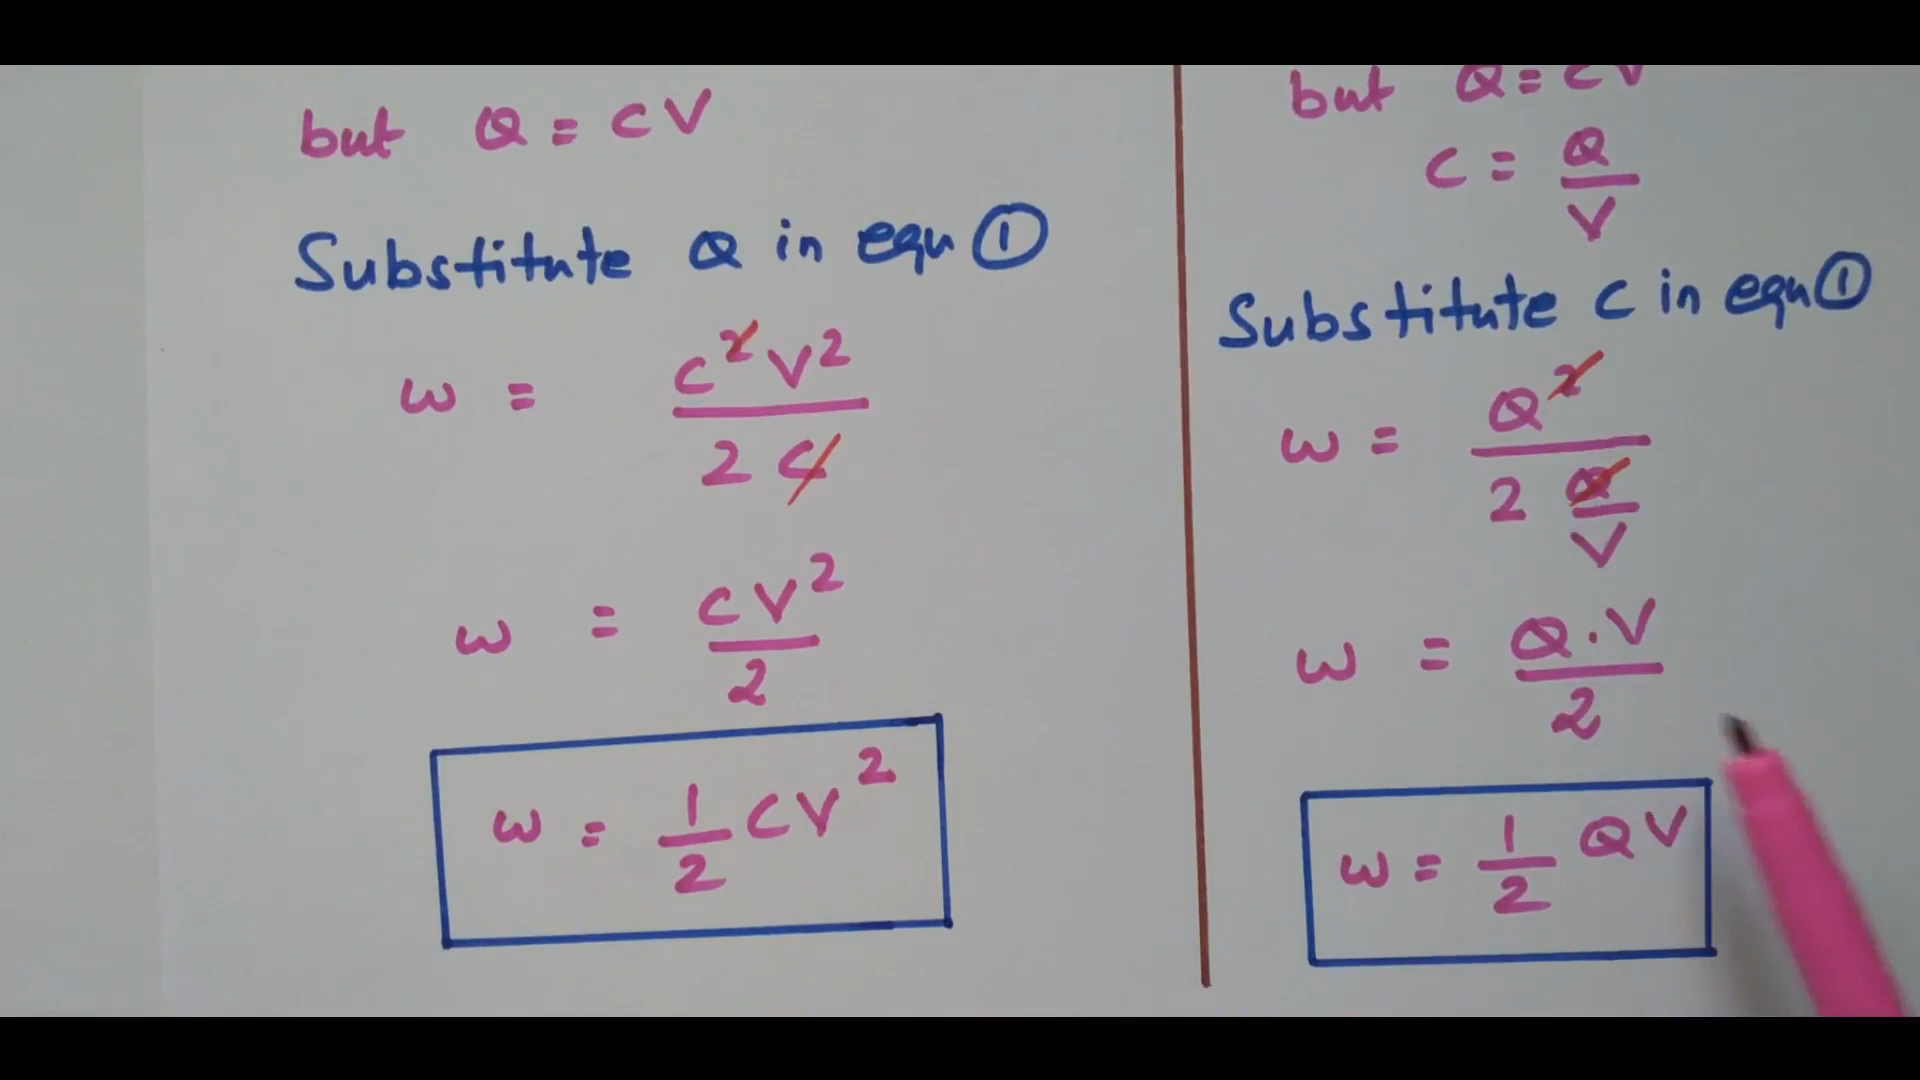 but Q = CV
Substitute Q in equ ①
w = C²V² / 2C
w = CV² / 2
w = 1/2 CV²
but Q = CV
C = Q / V
Substitute C in equ ①
w = Q² / 2 Q/V
w = Q.V / 2
w = 1/2 QV